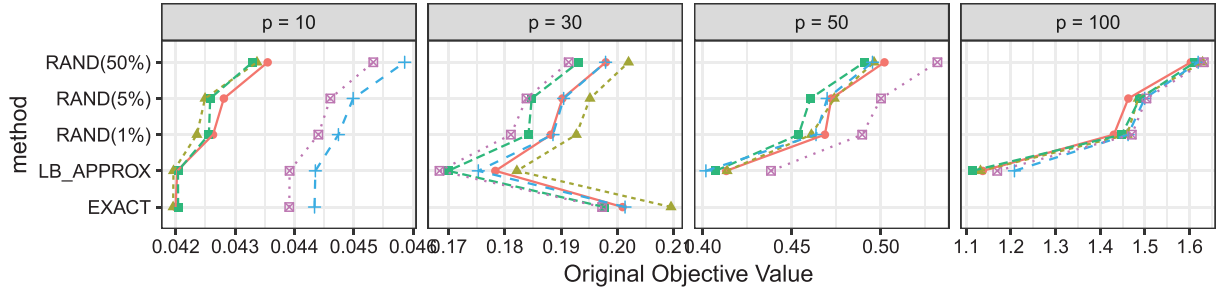 p = 10
p = 30
p = 50
p = 100
method
RAND(50%)
RAND(5%)
RAND(1%)
LB_APPROX
EXACT
0.042 0.043 0.044 0.045 0.046
0.17 0.18 0.19 0.20 0.21
0.40 0.45 0.50
1.1 1.2 1.3 1.4 1.5 1.6
Original Objective Value